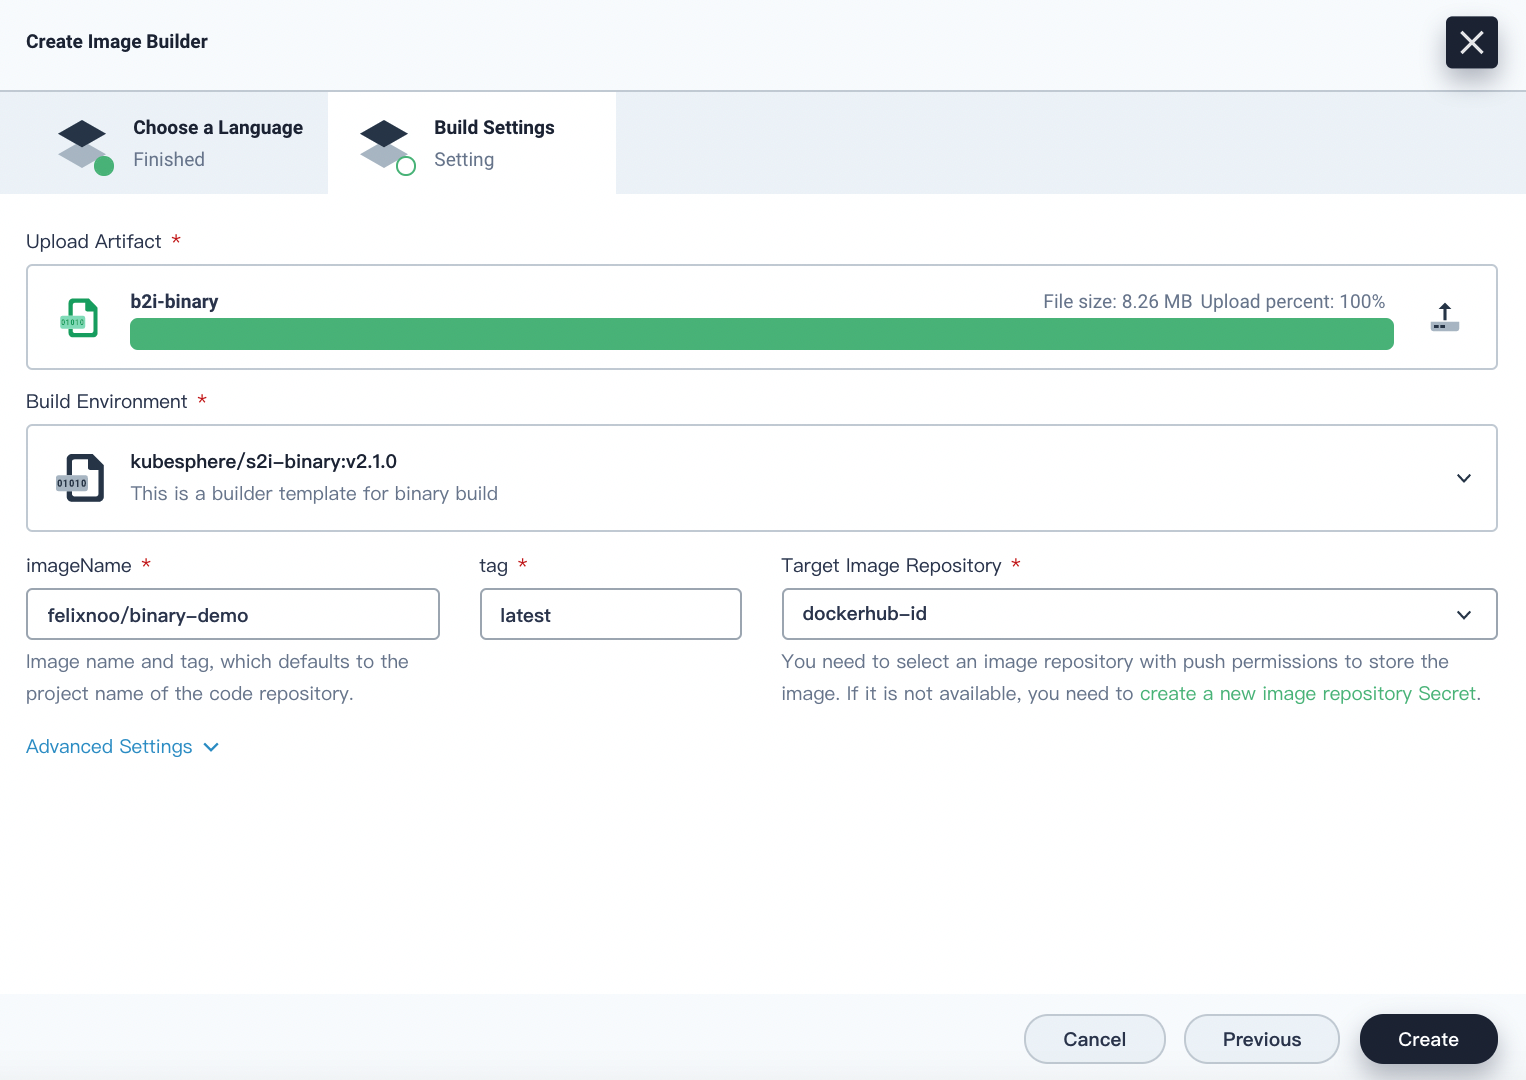 Create Image Builder
Choose a Language
Finished
Build Settings
Setting
Upload Artifact *
b2i-binary
File size: 8.26 MB Upload percent: 100%
01010
Build Environment *
kubesphere/s2i-binary:v2.1.0
01010
This is a builder template for binary build
imageName *
felixnoo/binary-demo
Image name and tag, which defaults to the
project name of the code repository.
tag *
latest
Target Image Repository *
dockerhub-id
You need to select an image repository with push permissions to store the
image. If it is not available, you need to create a new image repository Secret.
Advanced Settings
Cancel
Previous
Create